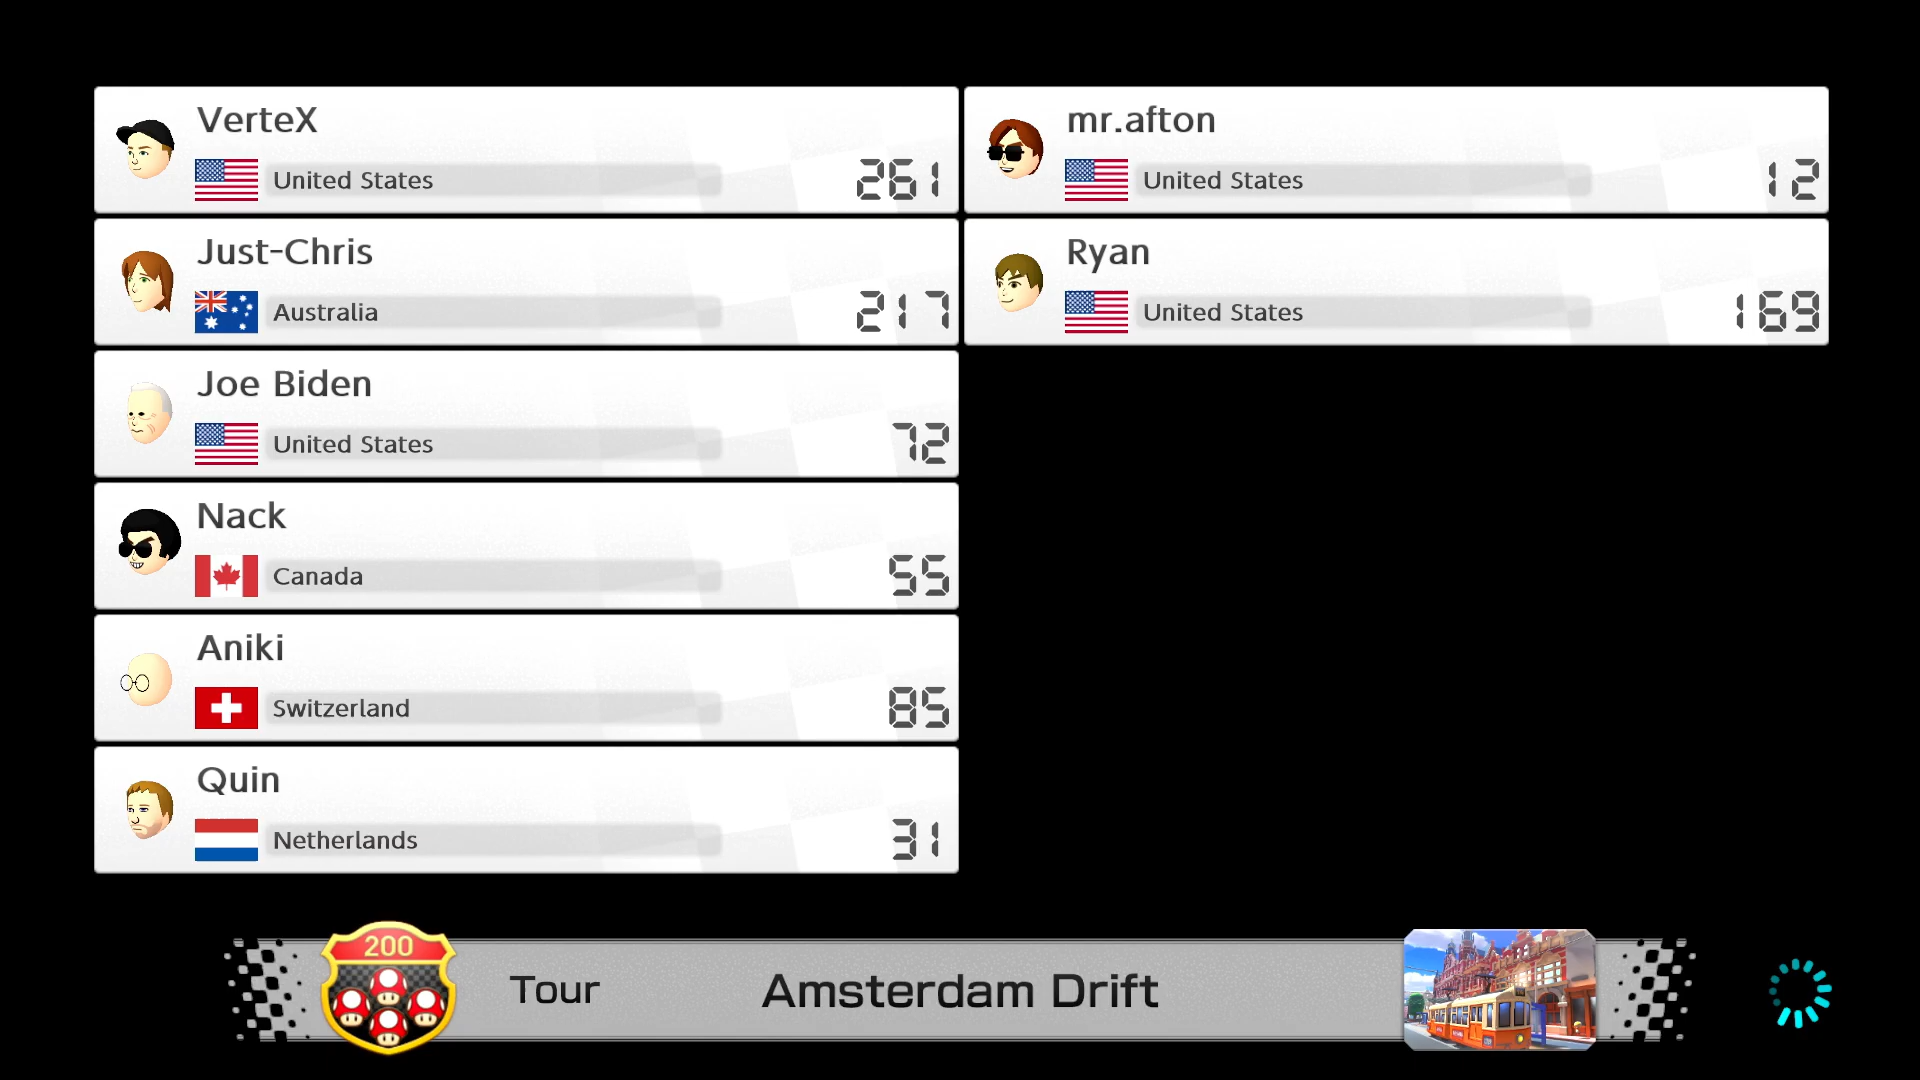 VerteX
United States
261
Just-Chris
Australia
217
Joe Biden
United States
72
Nack
Canada
55
Aniki
Switzerland
85
Quin
Netherlands
31
mr.afton
United States
12
Ryan
United States
169
200
Tour
Amsterdam Drift